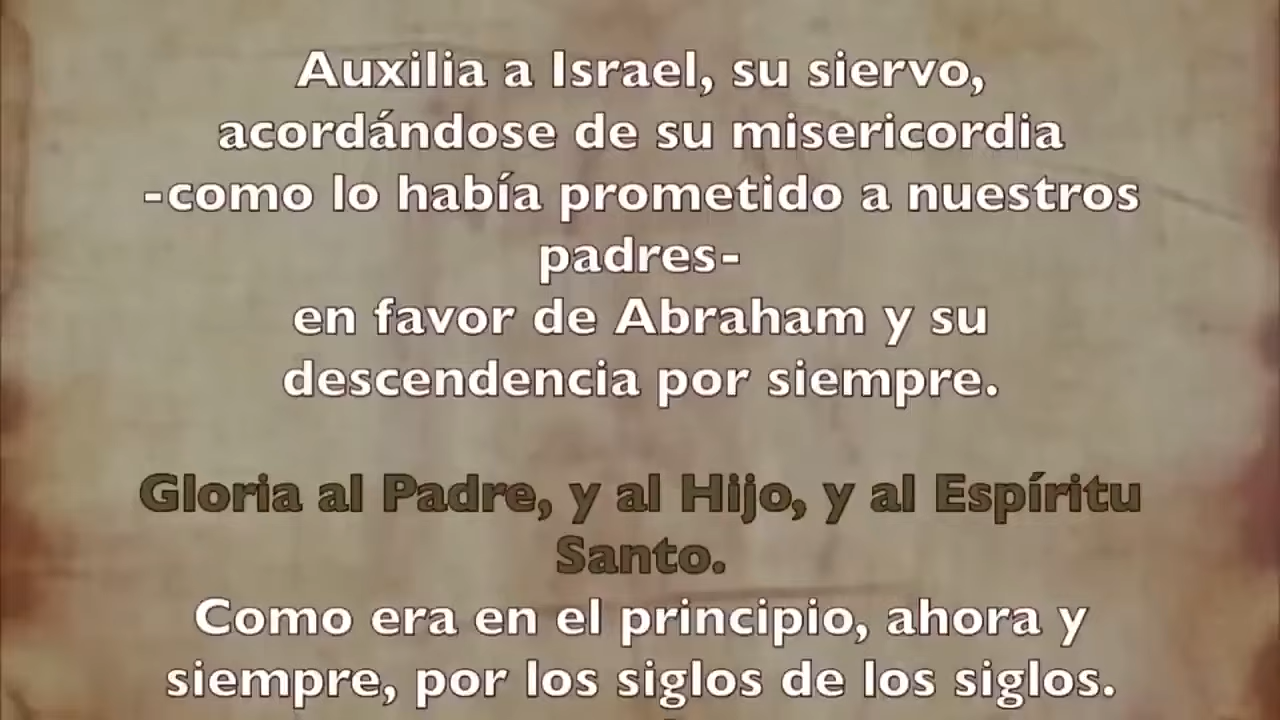 Auxilia a Israel, su siervo,
acordándose de su misericordia
-como lo había prometido a nuestros
padres-
en favor de Abraham y su
descendencia por siempre.
Gloria al Padre, y al Hijo, y al Espíritu
Santo.
Como era en el principio, ahora y
siempre, por los siglos de los siglos.